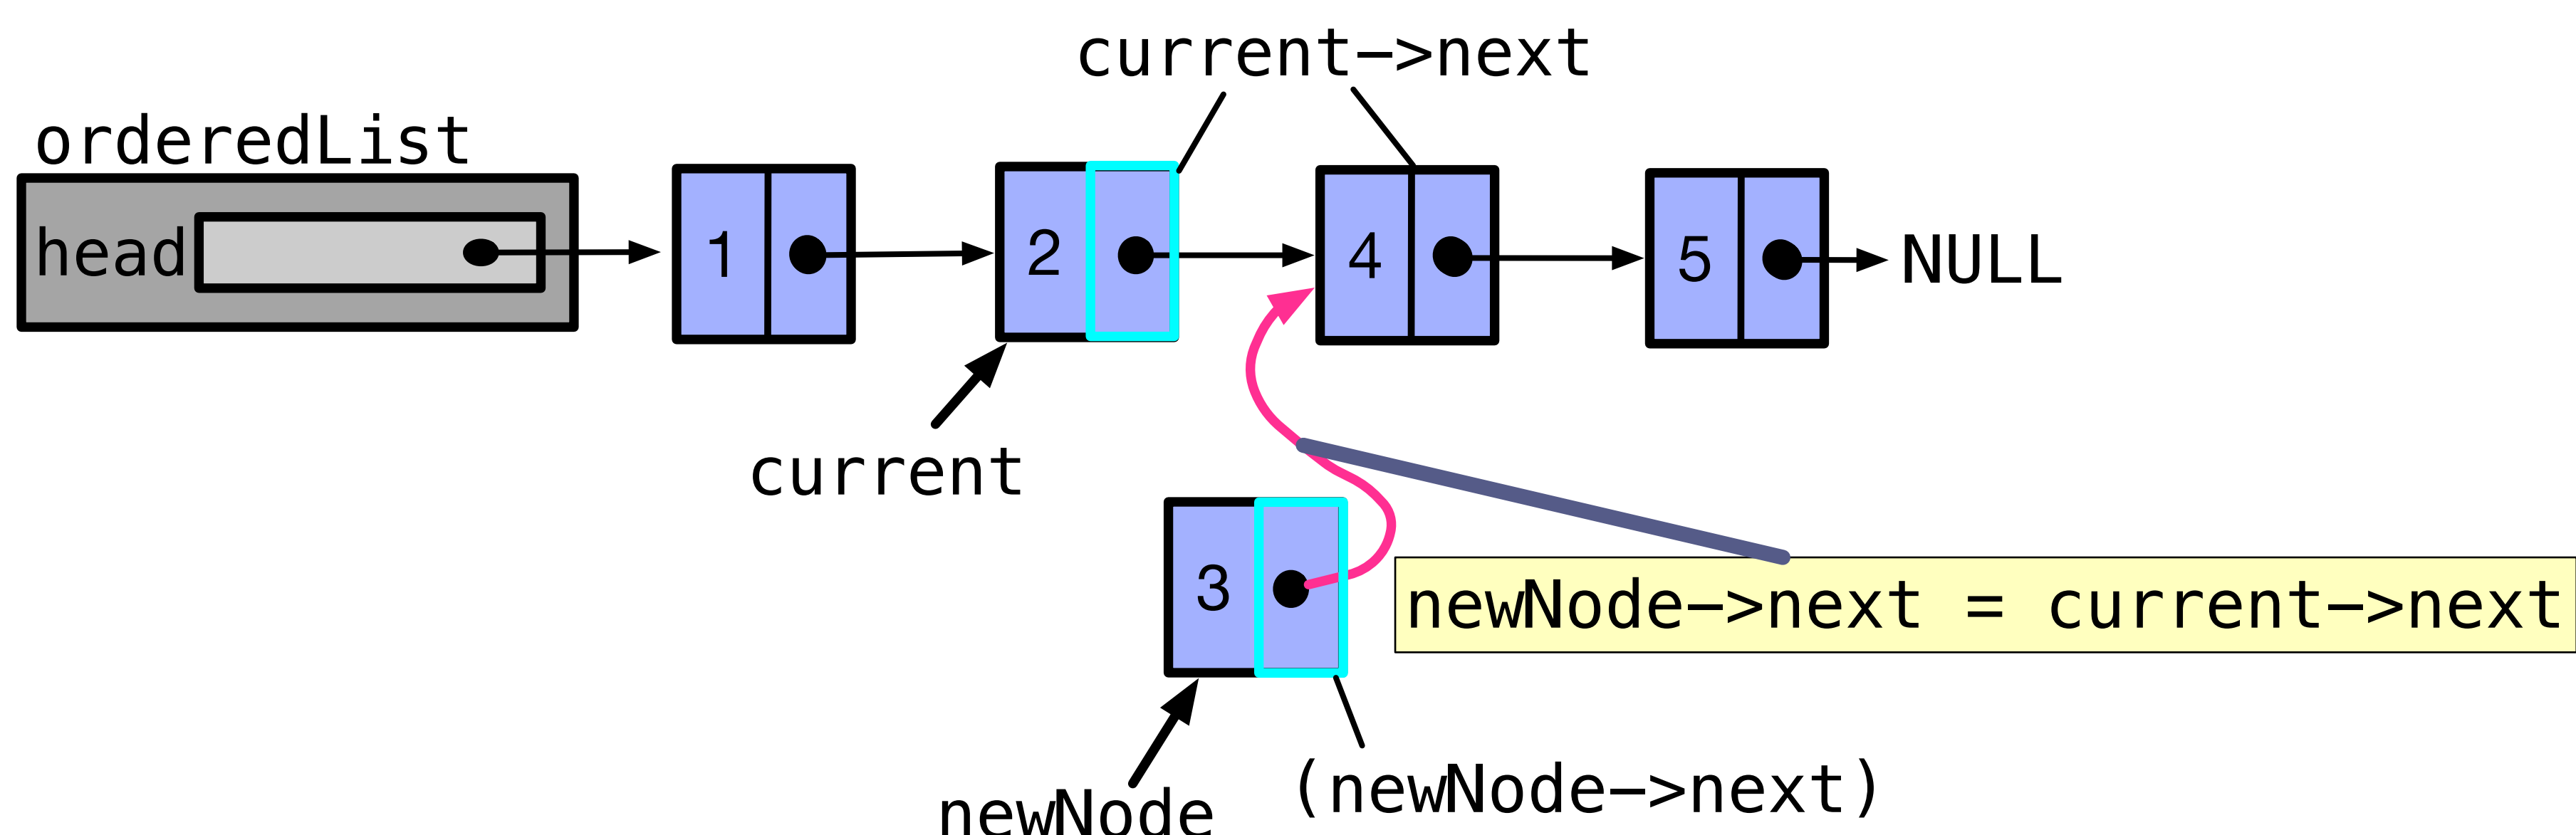 current->next
orderedList
head
1
2
4
5
NULL
current
3
newNode->next = current->next
(newNode->next)
newNode